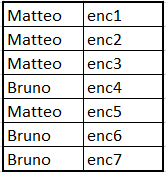 Matteo enc1
Matteo enc2
Matteo enc3
Bruno enc4
Matteo enc5
Bruno enc6
Bruno enc7